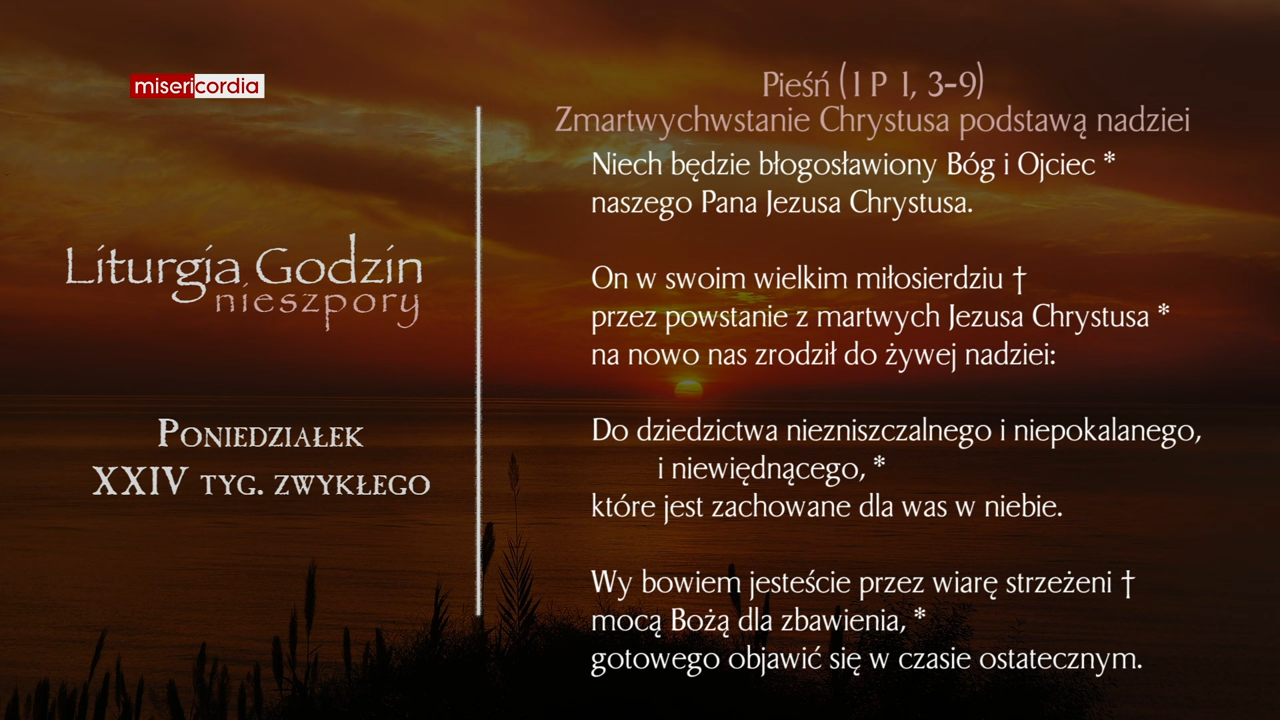 misericordia
Liturgia Godzin
nieszpory
Poniedziałek
XXIV tyg. zwykłego
Pieśń (1 P 1, 3-9)
Zmartwychwstanie Chrystusa podstawą nadziei
Niech będzie błogosławiony Bóg i Ojciec *
naszego Pana Jezusa Chrystusa.
On w swoim wielkim miłosierdziu †
przez powstanie z martwych Jezusa Chrystusa *
na nowo nas zrodził do żywej nadziei:
Do dziedzictwa niezniszczalnego i niepokalanego,
i niewiędnącego, *
które jest zachowane dla was w niebie.
Wy bowiem jesteście przez wiarę strzeżeni †
mocą Bożą dla zbawienia, *
gotowego objawić się w czasie ostatecznym.